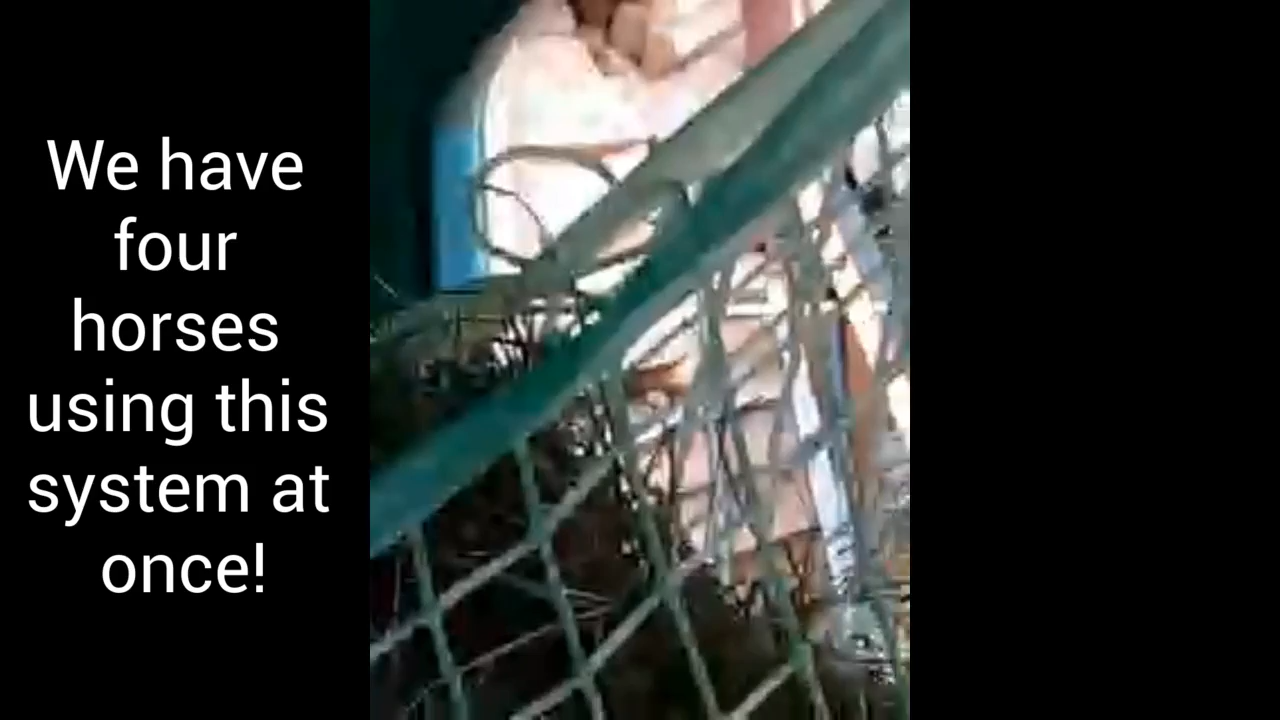 We have
four
horses
using this
system at
once!